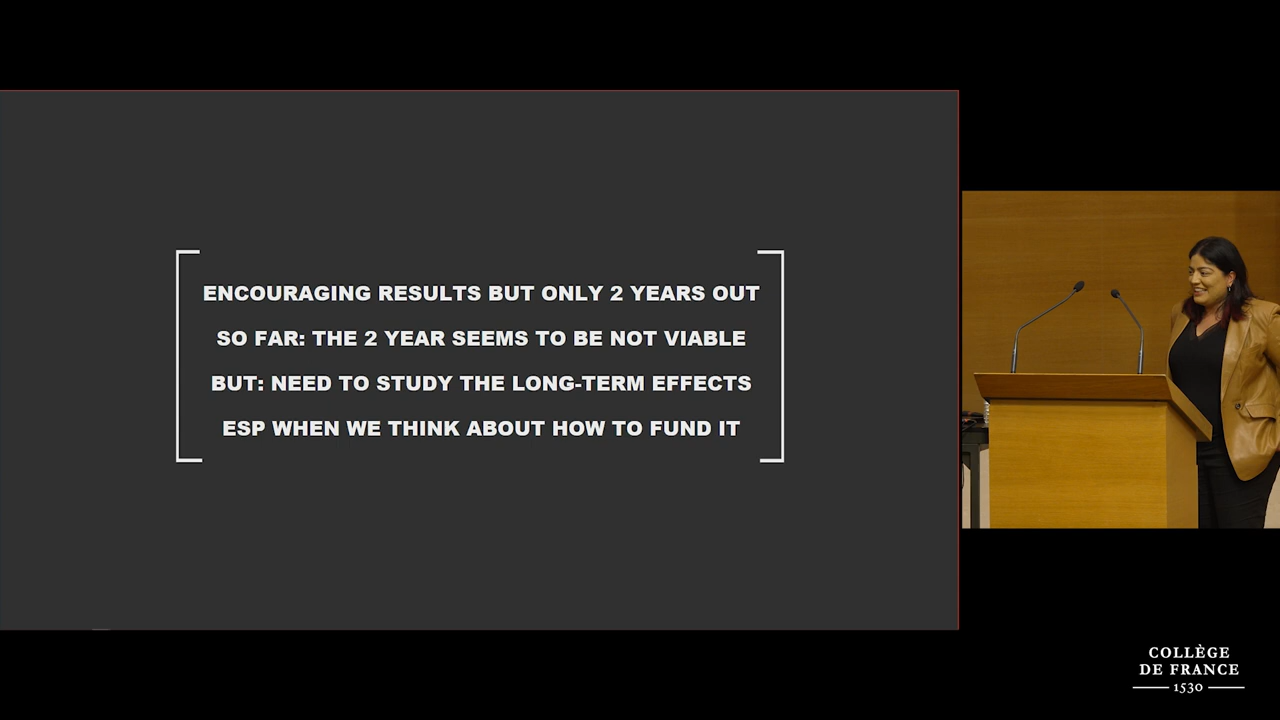 ENCOURAGING RESULTS BUT ONLY 2 YEARS OUT
SO FAR: THE 2 YEAR SEEMS TO BE NOT VIABLE
BUT: NEED TO STUDY THE LONG-TERM EFFECTS
ESP WHEN WE THINK ABOUT HOW TO FUND IT
COLLÈGE
DE FRANCE
1530